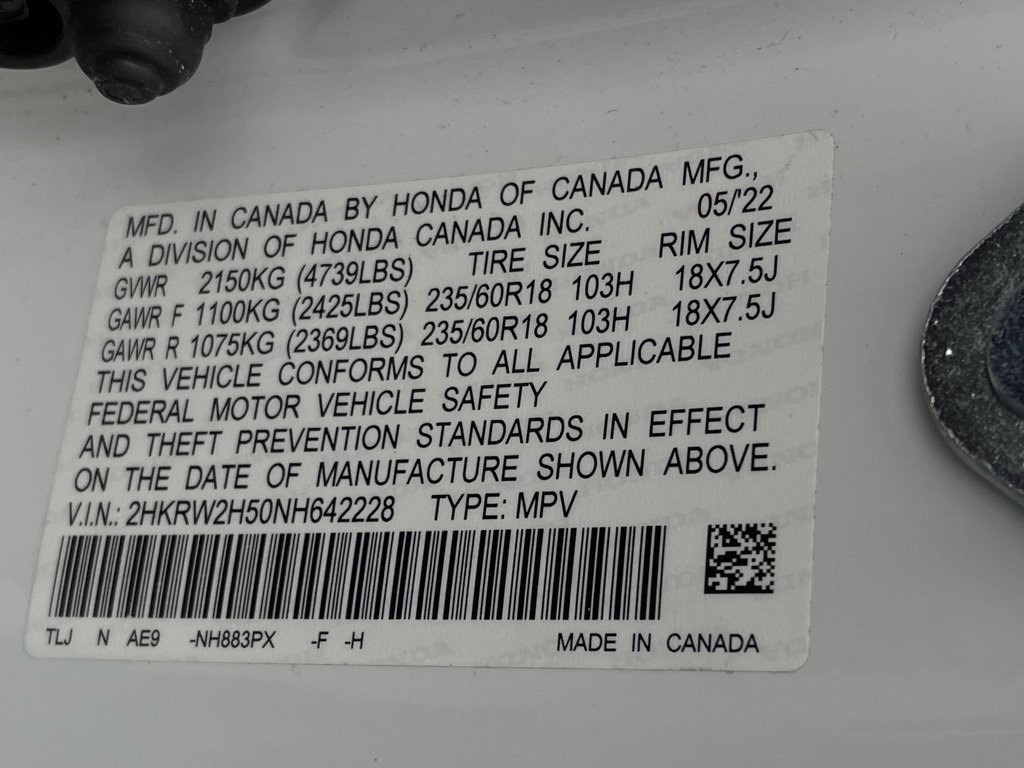 MFD. IN CANADA BY HONDA OF CANADA MFG.,
A DIVISION OF HONDA CANADA INC. 05/'22
GVWR 2150KG (4739LBS) TIRE SIZE RIM SIZE
GAWR F 1100KG (2425LBS) 235/60R18 103H 18X7.5J
GAWR R 1075KG (2369LBS) 235/60R18 103H 18X7.5J
THIS VEHICLE CONFORMS TO ALL APPLICABLE
FEDERAL MOTOR VEHICLE SAFETY
AND THEFT PREVENTION STANDARDS IN EFFECT
ON THE DATE OF MANUFACTURE SHOWN ABOVE.
V.I.N.: 2HKRW2H50NH642228 TYPE: MPV
TLJ N AE9 -NH883PX -F -H MADE IN CANADA